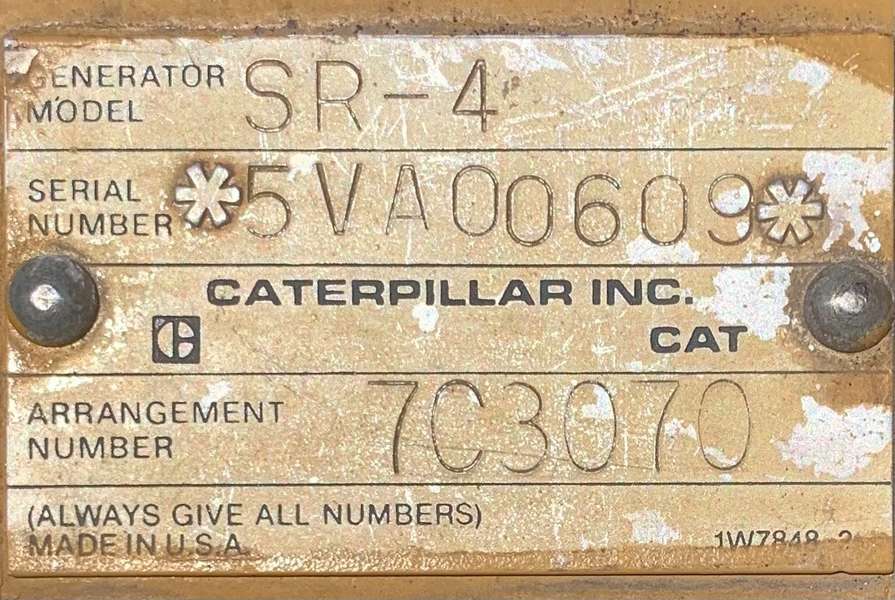 GENERATOR
MODEL SR-4
SERIAL
NUMBER *5VA00609*
CATERPILLAR INC.
C CAT
ARRANGEMENT
NUMBER 7C3070
(ALWAYS GIVE ALL NUMBERS)
MADE IN U.S.A. 1W7848